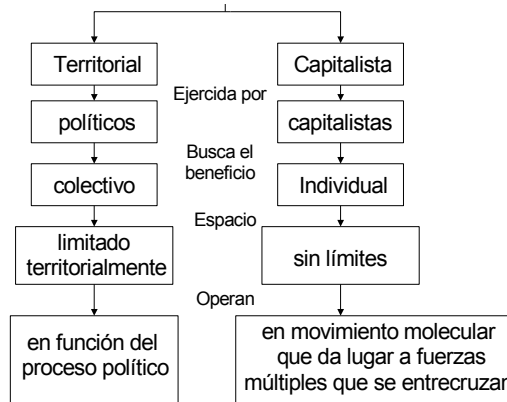 Territorial
Capitalista
Ejercida por
políticos
capitalistas
Busca el
beneficio
colectivo
Individual
Espacio
limitado
territorialmente
sin límites
Operan
en función del
proceso político
en movimiento molecular
que da lugar a fuerzas
múltiples que se entrecruzan